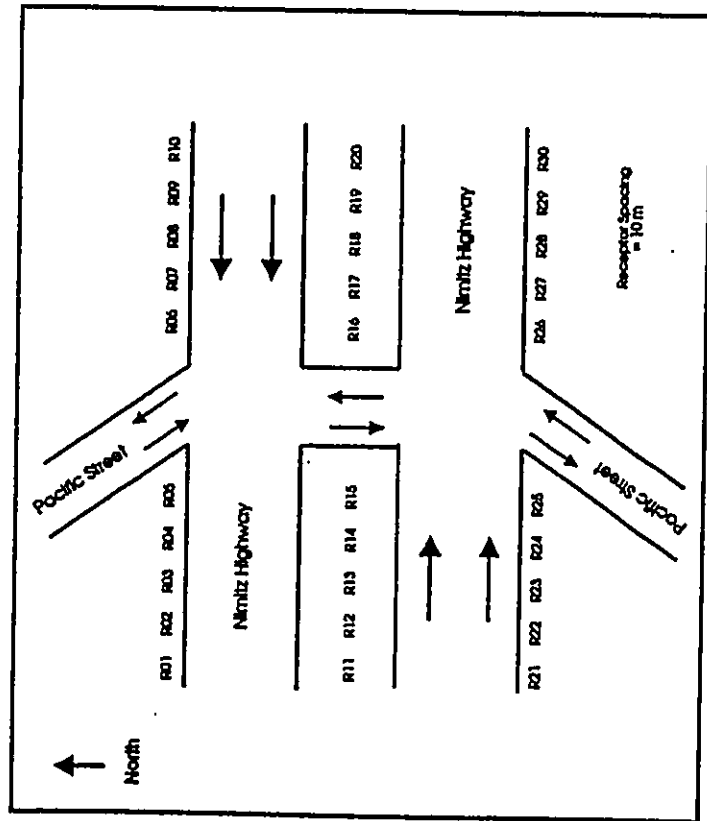 Pacific Street
North
R01 R02 R03 R04 R05 R06 R07 R08 R09 R10
Nimitz Highway
R11 R12 R13 R14 R15 R16 R17 R18 R19 R20
Nimitz Highway
R21 R22 R23 R24 R25 R26 R27 R28 R29 R30
Pacific Street
Receptor Spacing
= 10 m